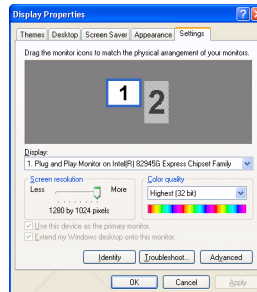 Display Properties
Themes Desktop Screen Saver Appearance Settings
Drag the monitor icons to match the physical arrangement of your monitors.
1
2
Display:
1. Plug and Play Monitor on Intel(R) 82945G Express Chipset Family
Screen resolution
Less More
1280 by 1024 pixels
Color quality
Highest (32 bit)
Use this device as the primary monitor.
Extend my Windows desktop onto this monitor.
Identify Troubleshoot... Advanced
OK Cancel Apply